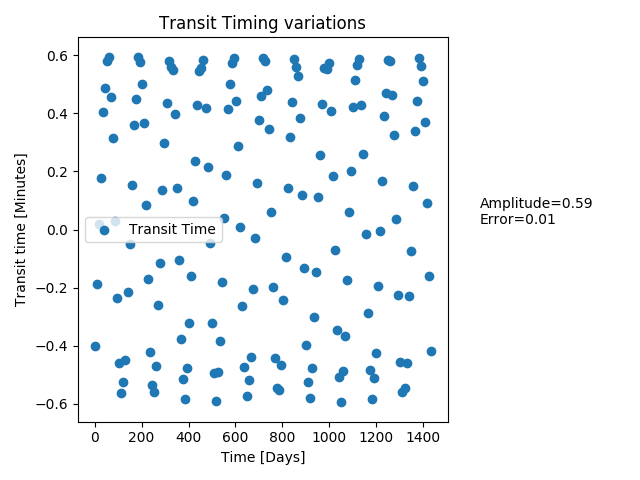 Transit Timing variations
Transit time [Minutes]
0.6
0.4
0.2
0.0
−0.2
−0.4
−0.6
Transit Time
Amplitude=0.59
Error=0.01
0
200
400
600
800
1000
1200
1400
Time [Days]